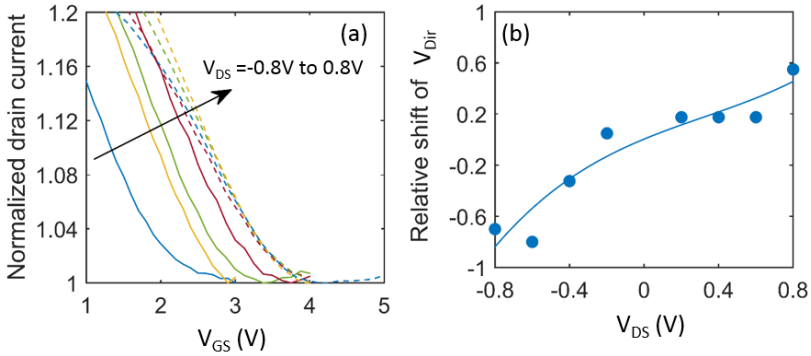 (a)
V_DS =-0.8V to 0.8V
Normalized drain current
1.2
1.16
1.12
1.08
1.04
1
1 2 3 4 5
V_GS (V)
(b)
Relative shift of V_Dir
1
0.6
0.2
-0.2
-0.6
-1
-0.8 -0.4 0 0.4 0.8
V_DS (V)